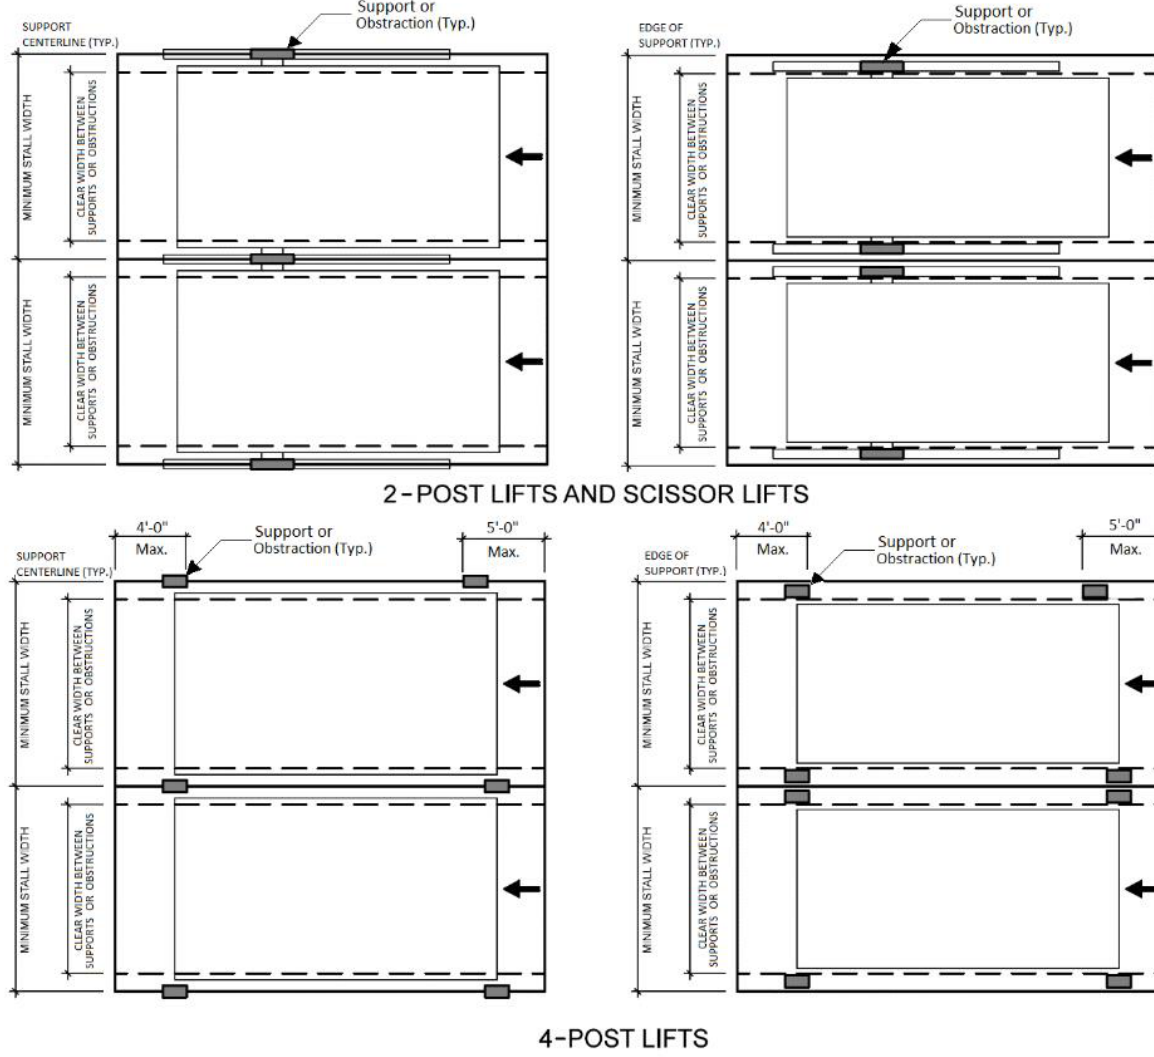 SUPPORT
CENTERLINE (TYP.)
Support or
Obstraction (Typ.)
MINIMUM STALL WIDTH
CLEAR WIDTH BETWEEN
SUPPORTS OR OBSTRUCTIONS
MINIMUM STALL WIDTH
CLEAR WIDTH BETWEEN
SUPPORTS OR OBSTRUCTIONS
EDGE OF
SUPPORT (TYP.)
Support or
Obstraction (Typ.)
MINIMUM STALL WIDTH
CLEAR WIDTH BETWEEN
SUPPORTS OR OBSTRUCTIONS
MINIMUM STALL WIDTH
CLEAR WIDTH BETWEEN
SUPPORTS OR OBSTRUCTIONS
2-POST LIFTS AND SCISSOR LIFTS
4'-0"
Max.
Support or
Obstraction (Typ.)
5'-0"
Max.
SUPPORT
CENTERLINE (TYP.)
MINIMUM STALL WIDTH
CLEAR WIDTH BETWEEN
SUPPORTS OR OBSTRUCTIONS
MINIMUM STALL WIDTH
CLEAR WIDTH BETWEEN
SUPPORTS OR OBSTRUCTIONS
4'-0"
Max.
Support or
Obstraction (Typ.)
5'-0"
Max.
EDGE OF
SUPPORT (TYP.)
MINIMUM STALL WIDTH
CLEAR WIDTH BETWEEN
SUPPORTS OR OBSTRUCTIONS
MINIMUM STALL WIDTH
CLEAR WIDTH BETWEEN
SUPPORTS OR OBSTRUCTIONS
4-POST LIFTS